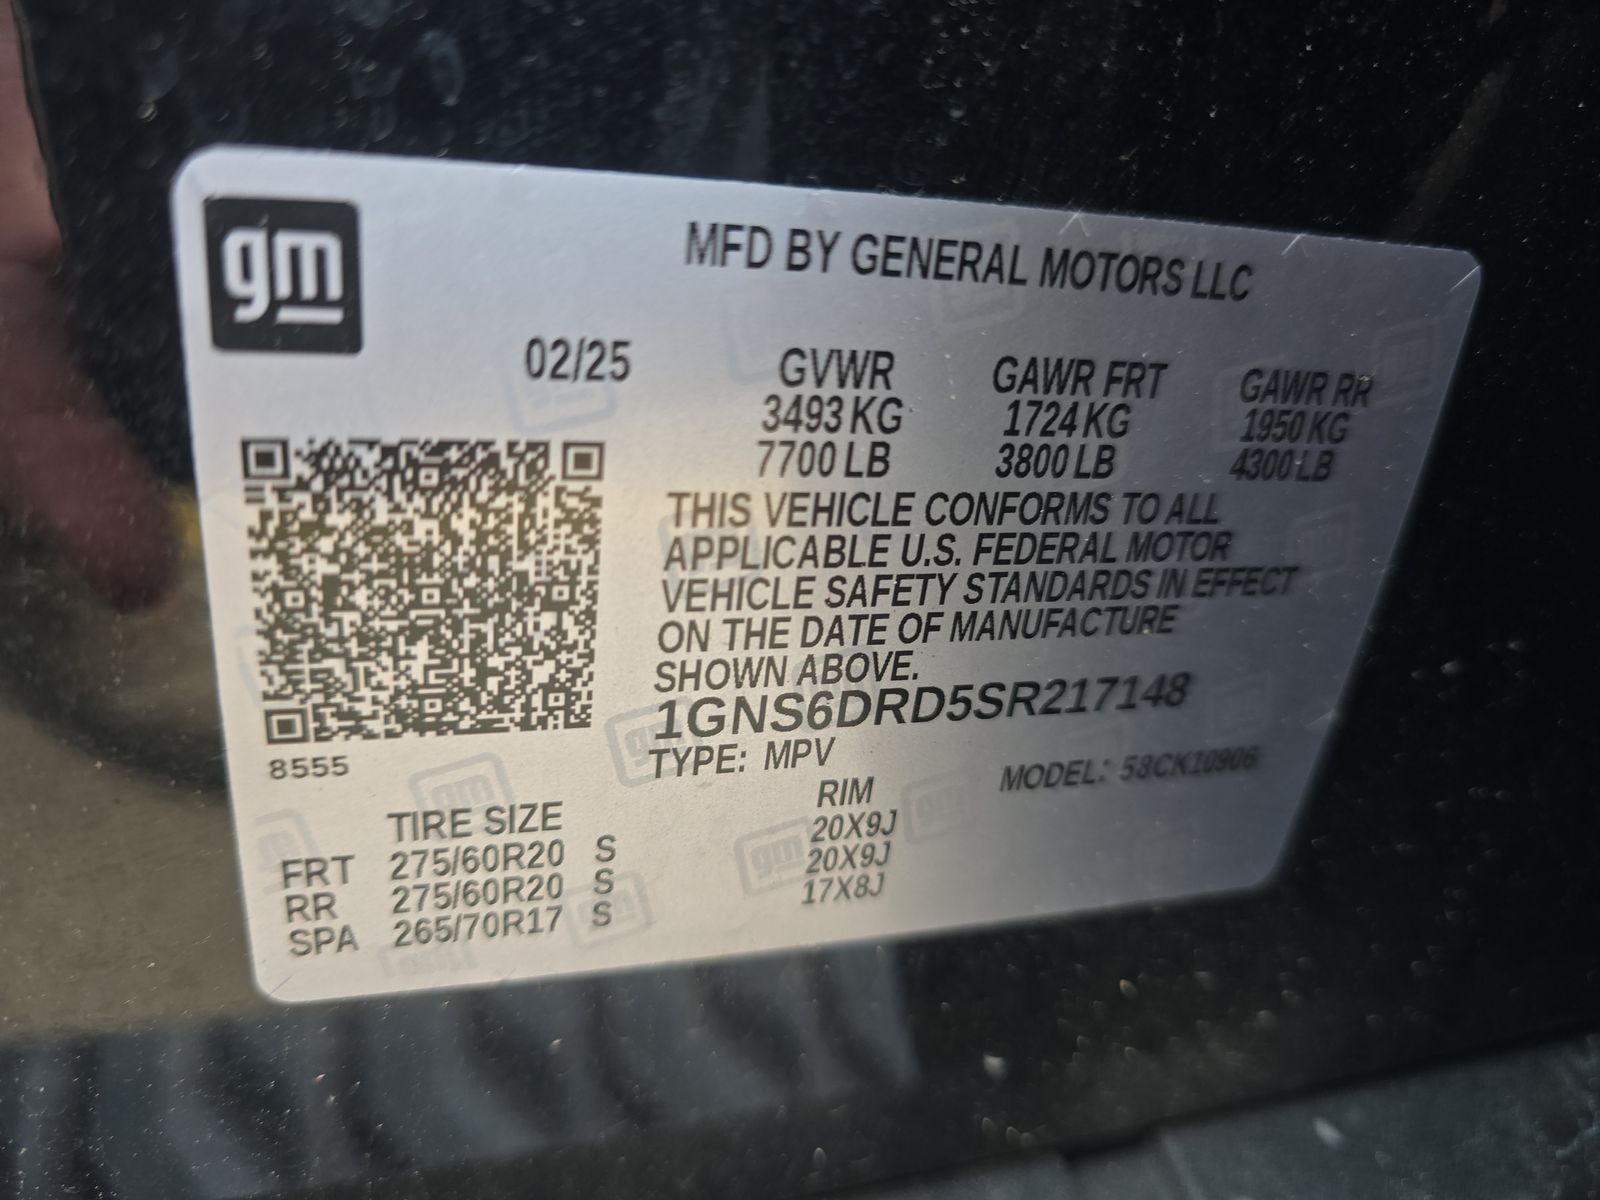 gm
MFD BY GENERAL MOTORS LLC
02/25 GVWR GAWR FRT GAWR RR
3493 KG 1724 KG 1950 KG
7700 LB 3800 LB 4300 LB
THIS VEHICLE CONFORMS TO ALL
APPLICABLE U.S. FEDERAL MOTOR
VEHICLE SAFETY STANDARDS IN EFFECT
ON THE DATE OF MANUFACTURE
SHOWN ABOVE.
1GNS6DRD5SR217148
8555 TYPE: MPV MODEL: 58CK10906
TIRE SIZE RIM
FRT 275/60R20 S 20X9J
RR 275/60R20 S 20X9J
SPA 265/70R17 S 17X8J